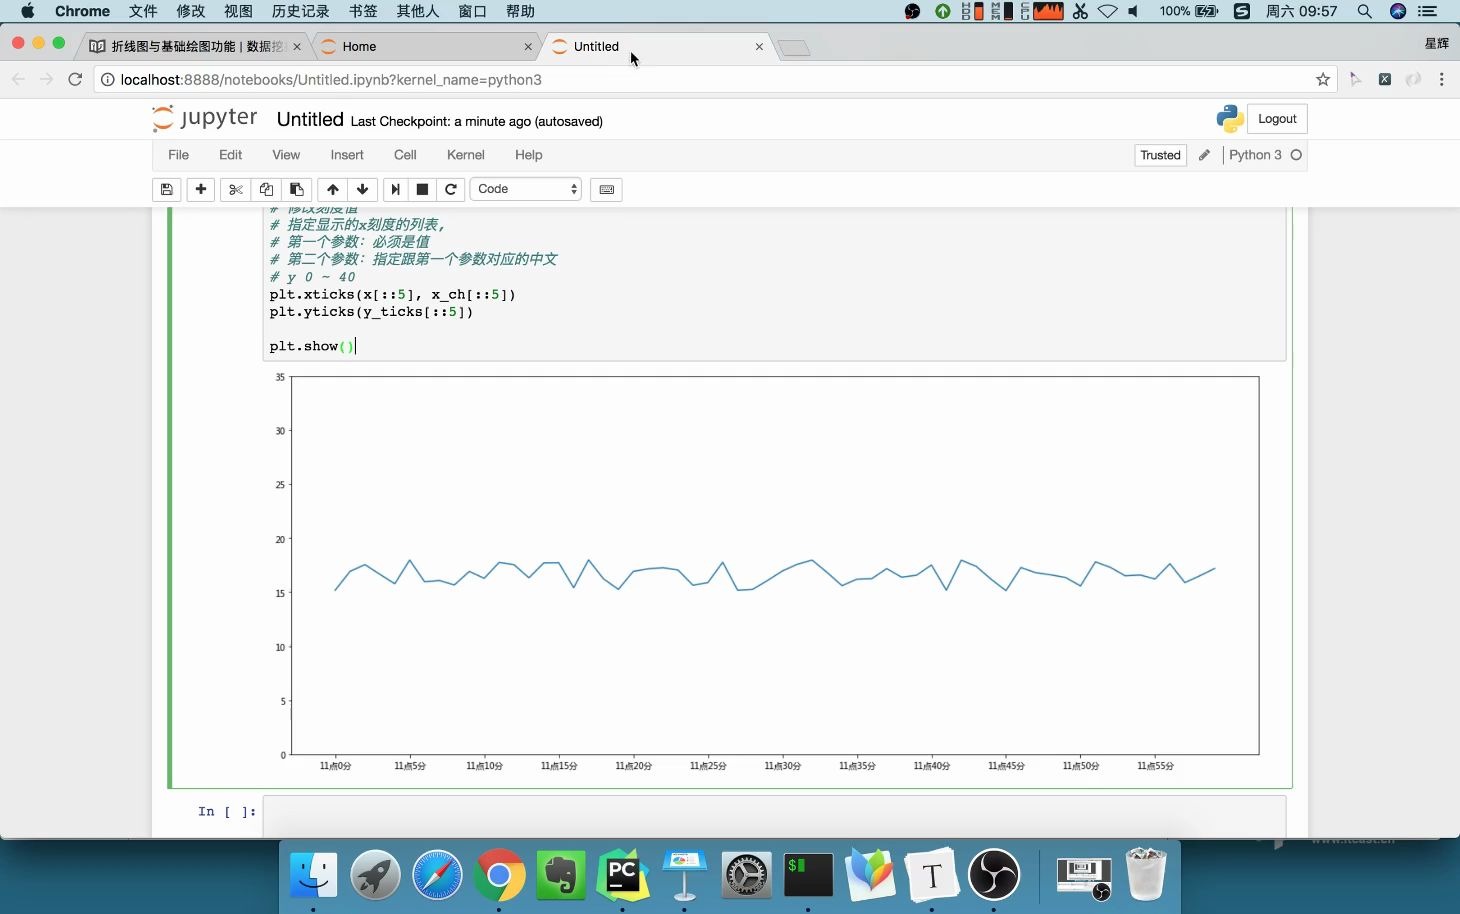 Chrome 文件 修改 视图 历史记录 书签 其他人 窗口 帮助 100% 周六 09:57
折线图与基础绘图功能 | 数据挖 Home Untitled 星辉
localhost:8888/notebooks/Untitled.ipynb?kernel_name=python3
jupyter Untitled Last Checkpoint: a minute ago (autosaved) Logout
File Edit View Insert Cell Kernel Help Trusted Python 3
Code
# 修改刻度值
# 指定显示的x刻度的列表,
# 第一个参数：必须是值
# 第二个参数：指定跟第一个参数对应的中文
# y 0 ~ 40
plt.xticks(x[::5], x_ch[::5])
plt.yticks(y_ticks[::5])
plt.show()
35
30
25
20
15
10
5
0
11点0分 11点5分 11点10分 11点15分 11点20分 11点25分 11点30分 11点35分 11点40分 11点45分 11点50分 11点55分
In [ ]:
PC $ T